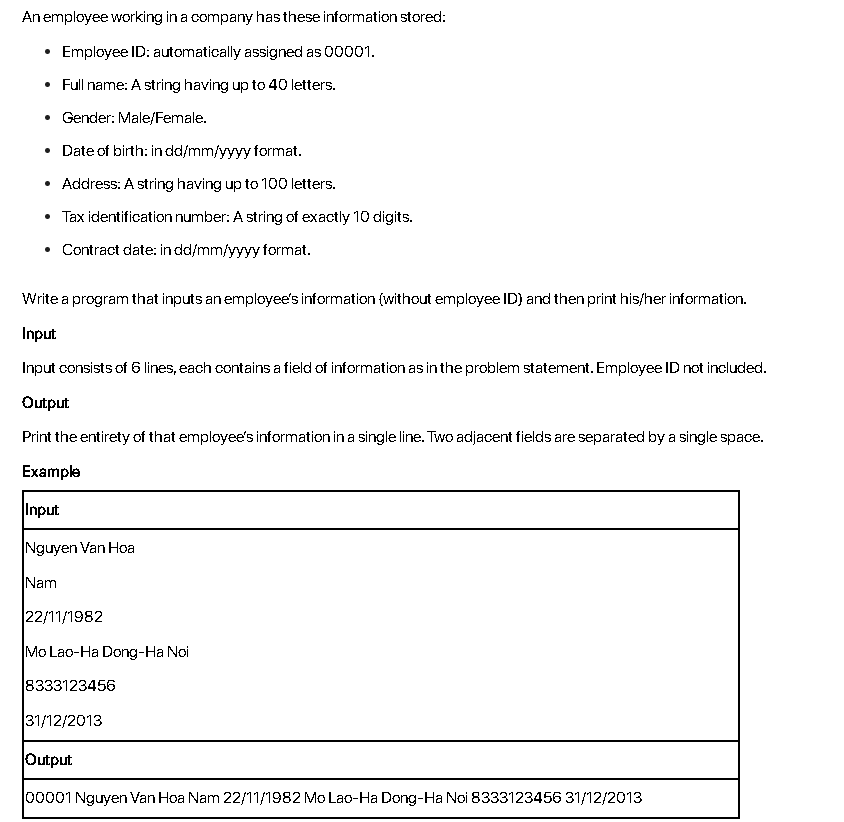 An employee working in a company has these information stored:
• Employee ID: automatically assigned as 00001.
• Full name: A string having up to 40 letters.
• Gender: Male/Female.
• Date of birth: in dd/mm/yyyy format.
• Address: A string having up to 100 letters.
• Tax identification number: A string of exactly 10 digits.
• Contract date: in dd/mm/yyyy format.
Write a program that inputs an employee's information (without employee ID) and then print his/her information.
Input
Input consists of 6 lines, each contains a field of information as in the problem statement. Employee ID not included.
Output
Print the entirety of that employee's information in a single line. Two adjacent fields are separated by a single space.
Example
Input
Nguyen Van Hoa
Nam
22/11/1982
Mo Lao-Ha Dong-Ha Noi
8333123456
31/12/2013
Output
00001 Nguyen Van Hoa Nam 22/11/1982 Mo Lao-Ha Dong-Ha Noi 8333123456 31/12/2013